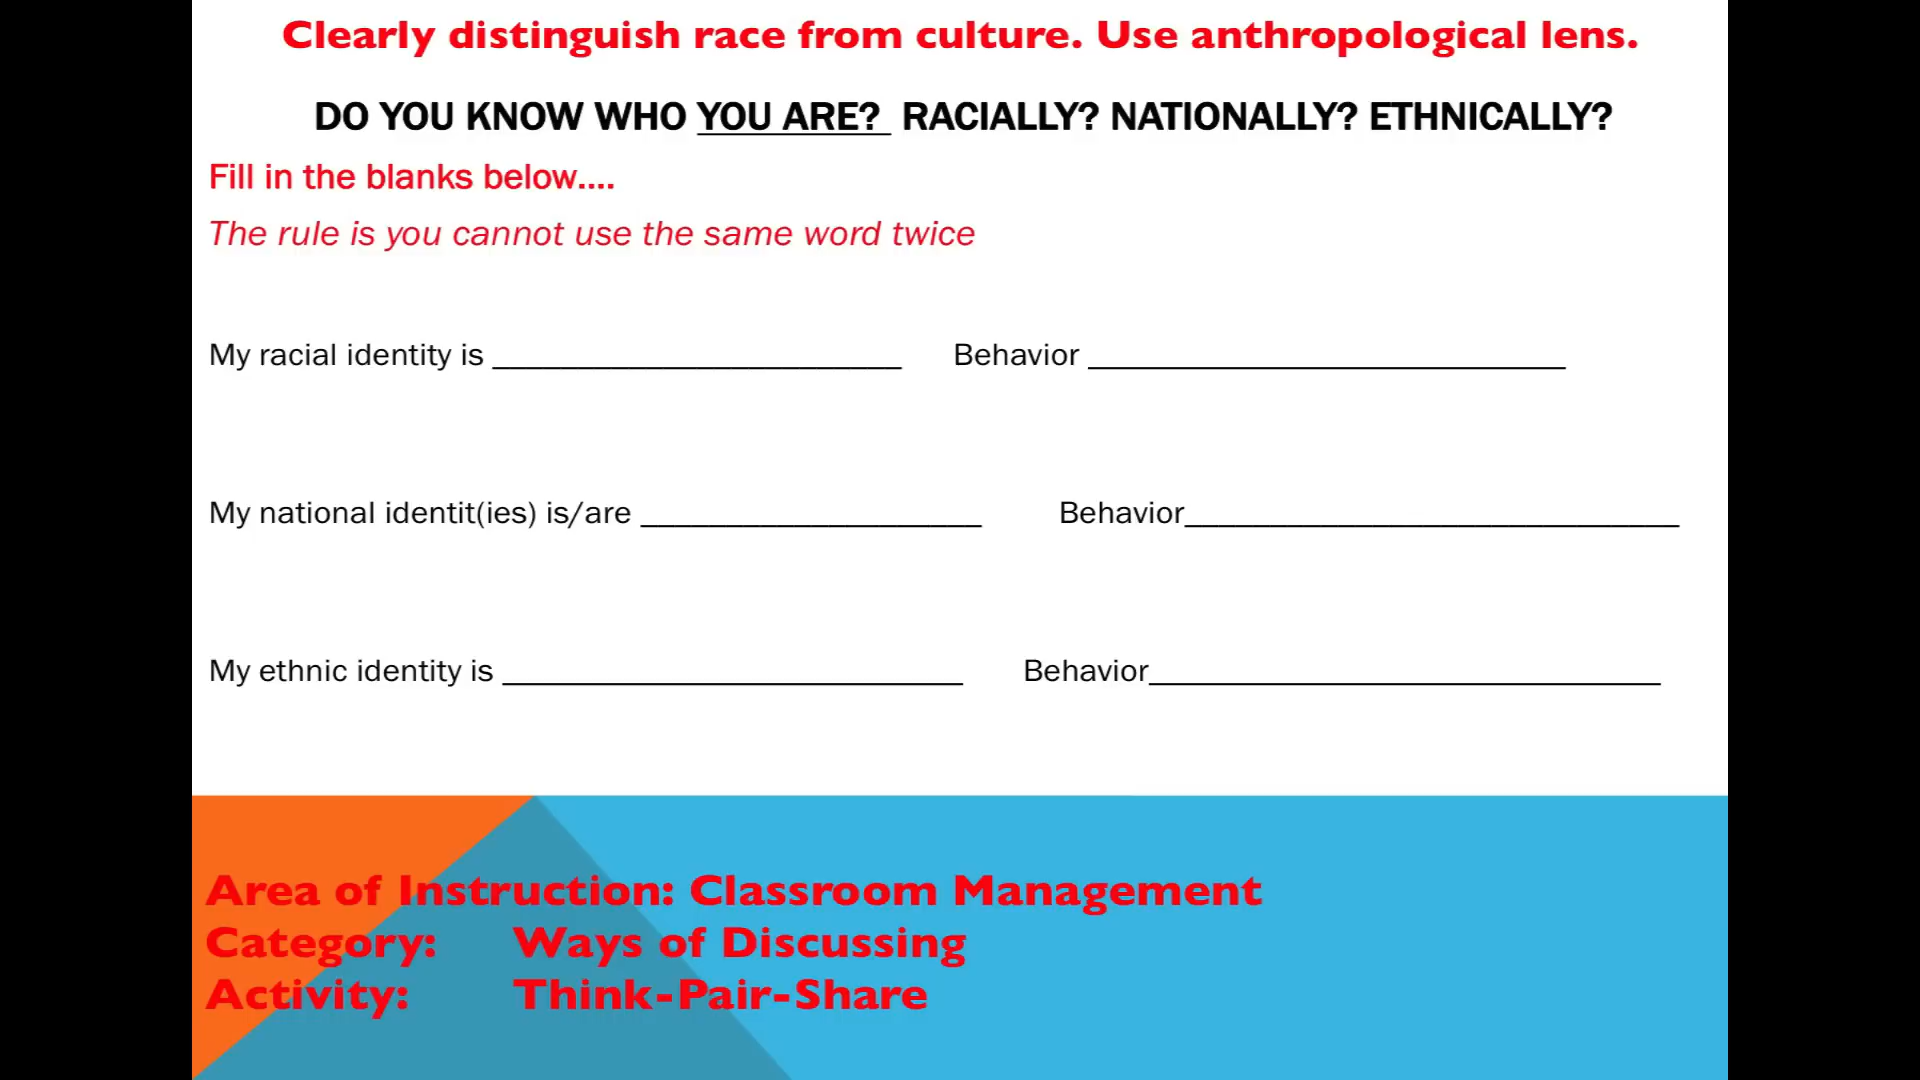 Clearly distinguish race from culture. Use anthropological lens.
DO YOU KNOW WHO YOU ARE? RACIALLY? NATIONALLY? ETHNICALLY?
Fill in the blanks below....
The rule is you cannot use the same word twice
My racial identity is ________________________ Behavior ____________________________
My national identit(ies) is/are ____________________ Behavior_____________________________
My ethnic identity is ___________________________ Behavior______________________________
Area of Instruction: Classroom Management
Category: Ways of Discussing
Activity: Think-Pair-Share